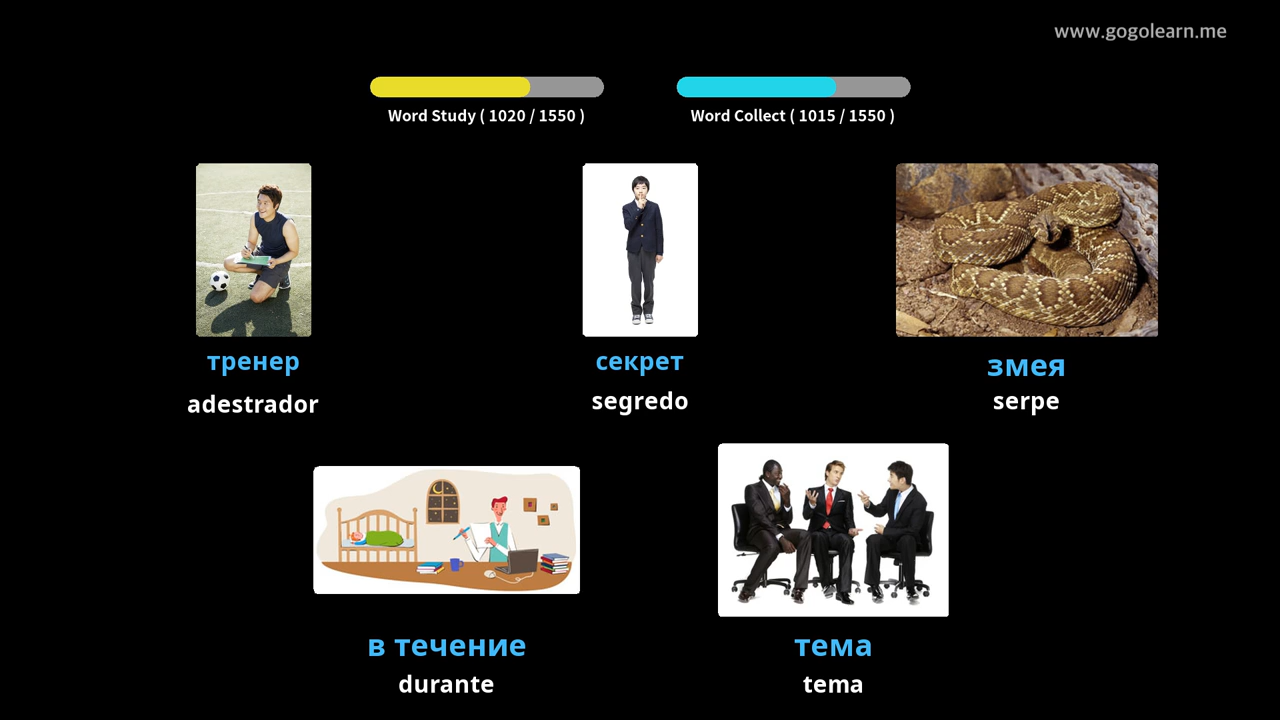 www.gogolearn.me
Word Study ( 1020 / 1550 )
Word Collect ( 1015 / 1550 )
тренер
adestrador
секрет
segredo
змея
serpe
в течение
durante
тема
tema